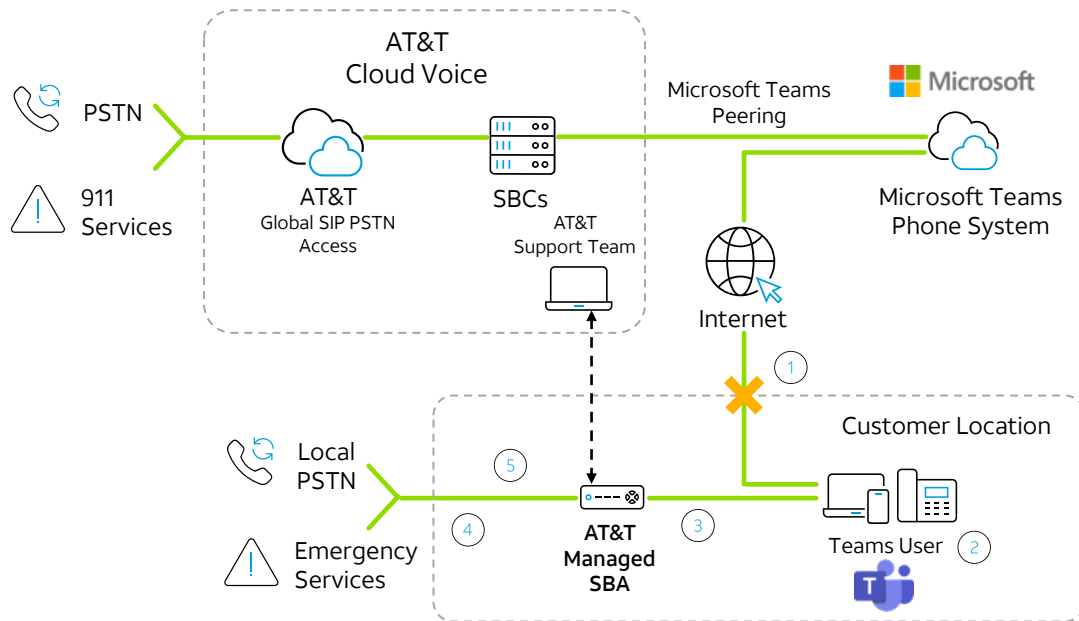 AT&T
Cloud Voice
PSTN
911
Services
AT&T
Global SIP PSTN
Access
SBCs
AT&T
Support Team
Microsoft Teams
Peering
Microsoft
Microsoft Teams
Phone System
Internet
1
Customer Location
Local
PSTN
5
4
Emergency
Services
AT&T
Managed
SBA
3
Teams User
2
T